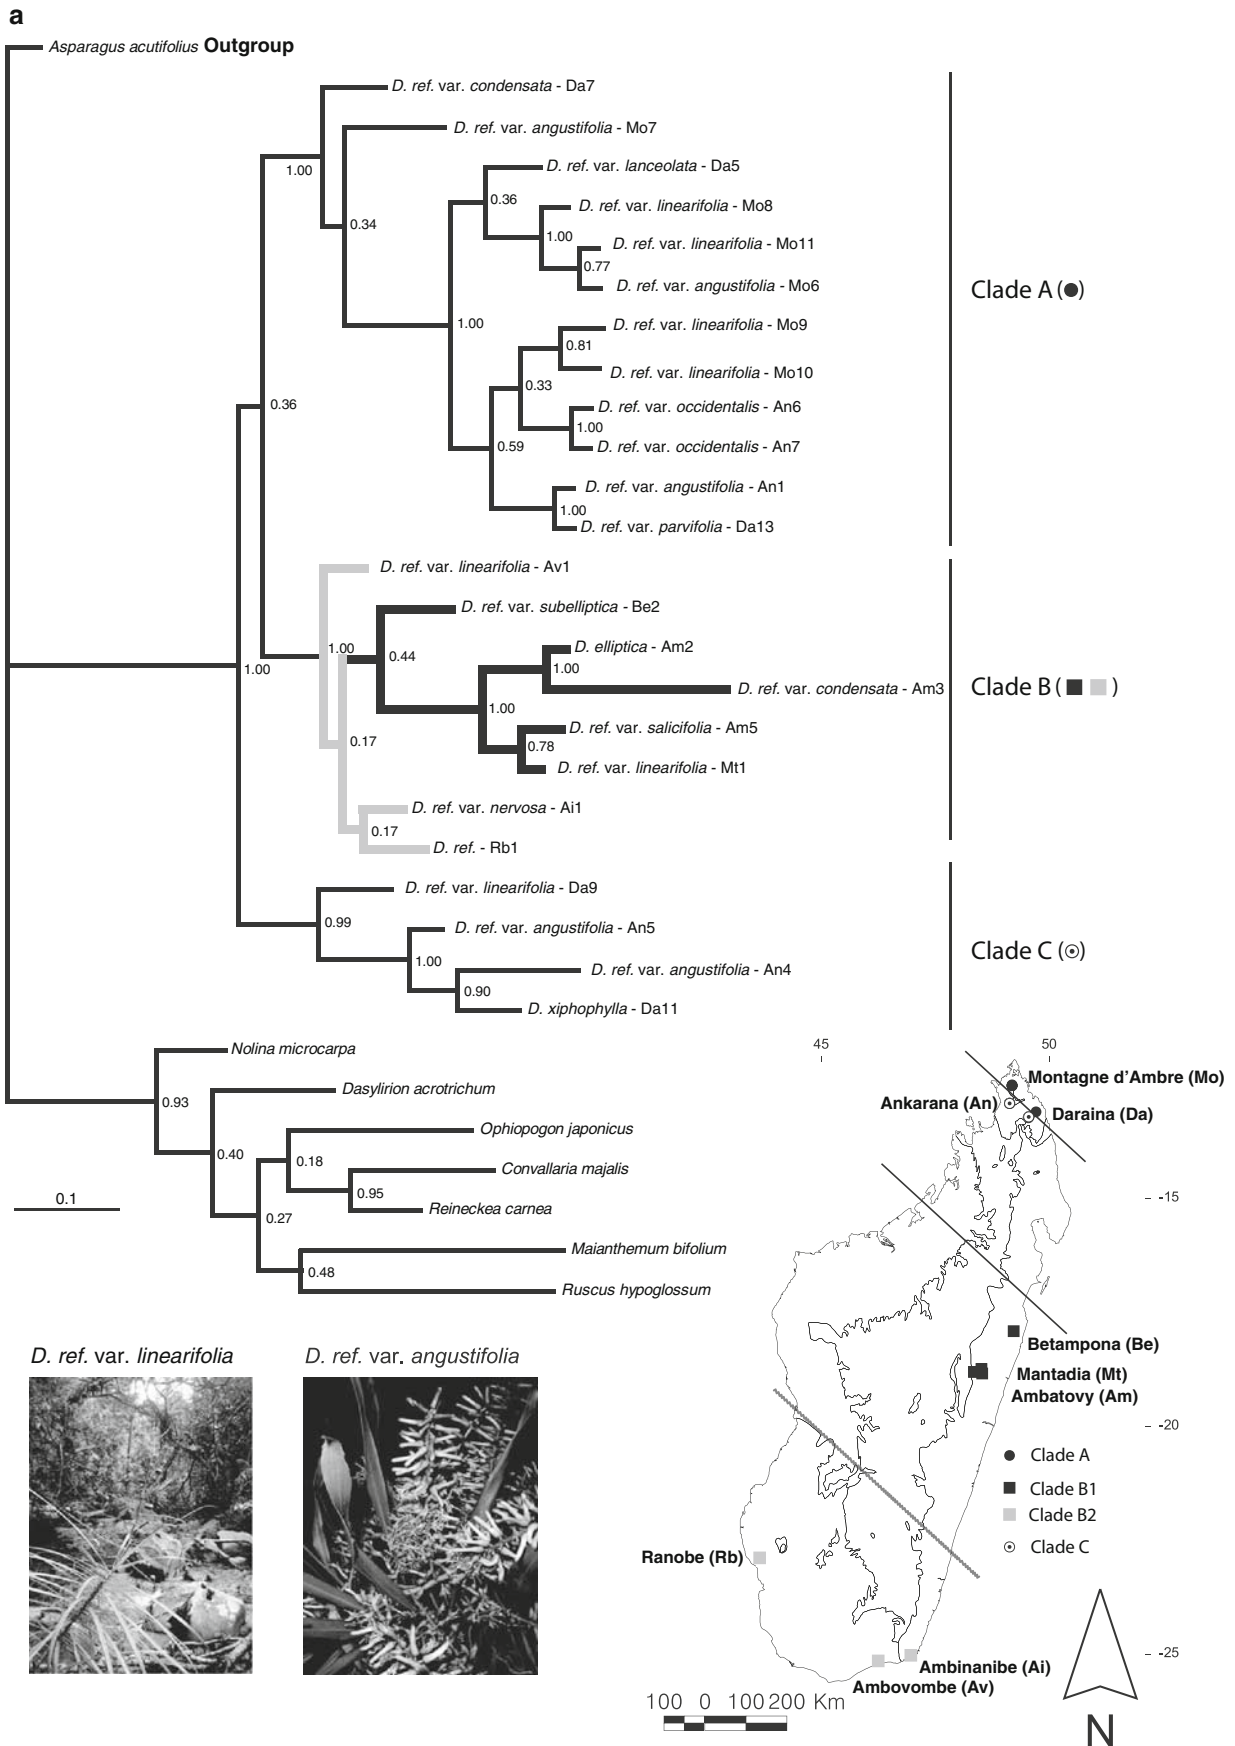 a
Asparagus acutifolius Outgroup
D. ref. var. condensata - Da7
D. ref. var. angustifolia - Mo7
D. ref. var. lanceolata - Da5
1.00
0.36
D. ref. var. linearifolia - Mo8
0.34
1.00
D. ref. var. linearifolia - Mo11
0.77
D. ref. var. angustifolia - Mo6
Clade A ( )
1.00
D. ref. var. linearifolia - Mo9
0.81
D. ref. var. linearifolia - Mo10
0.33
0.36
D. ref. var. occidentalis - An6
1.00
0.59
D. ref. var. occidentalis - An7
D. ref. var. angustifolia - An1
1.00
D. ref. var. parvifolia - Da13
D. ref. var. linearifolia - Av1
D. ref. var. subelliptica - Be2
1.00
D. elliptica - Am2
0.44
1.00
1.00
D. ref. var. condensata - Am3
Clade B ( )
1.00
D. ref. var. salicifolia - Am5
0.17
0.78
D. ref. var. linearifolia - Mt1
D. ref. var. nervosa - Ai1
0.17
D. ref. - Rb1
D. ref. var. linearifolia - Da9
0.99
D. ref. var. angustifolia - An5
Clade C ( )
1.00
D. ref. var. angustifolia - An4
0.90
D. xiphophylla - Da11
Nolina microcarpa
0.93
Dasylirion acrotrichum
Ophiopogon japonicus
0.40
0.18
Convallaria majalis
0.95
0.1
Reineckea carnea
0.27
Maianthemum bifolium
0.48
Ruscus hypoglossum
45
50
Montagne d'Ambre (Mo)
Ankarana (An)
Daraina (Da)
-15
Betampona (Be)
Mantadia (Mt)
Ambatovy (Am)
-20
Clade A
Clade B1
Clade B2
Clade C
Ranobe (Rb)
-25
Ambinanibe (Ai)
Ambovombe (Av)
100 0 100 200 Km
N
D. ref. var. linearifolia
D. ref. var. angustifolia